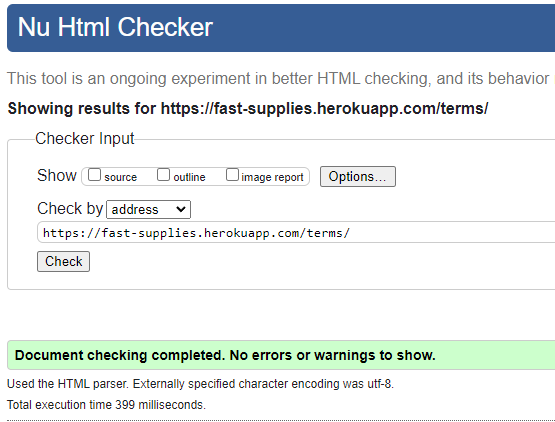 Nu Html Checker
This tool is an ongoing experiment in better HTML checking, and its behavior
Showing results for https://fast-supplies.herokuapp.com/terms/
Checker Input
Show source outline image report Options...
Check by address
https://fast-supplies.herokuapp.com/terms/
Check
Document checking completed. No errors or warnings to show.
Used the HTML parser. Externally specified character encoding was utf-8.
Total execution time 399 milliseconds.